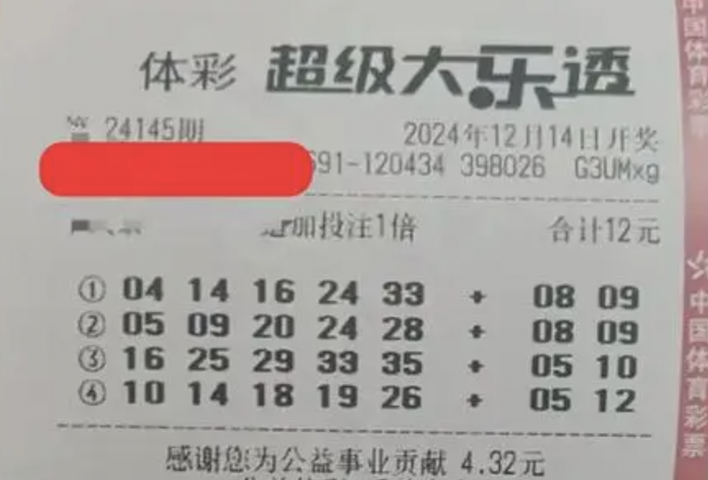 体彩 超级大乐透
24145期 2024年12月14日开奖
691-120434 398026 G3UMxg
追加投注1倍 合计12元
① 04 14 16 24 33 + 08 09
② 05 09 20 24 28 + 08 09
③ 16 25 29 33 35 + 05 10
④ 10 14 18 19 26 + 05 12
感谢您为公益事业贡献 4.32元
中国体育彩票
中国体育彩票